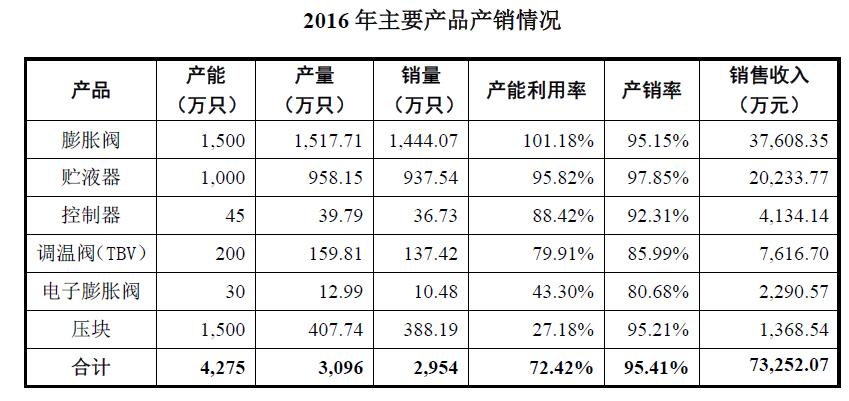 2016 年主要产品产销情况
产品 产能（万只） 产量（万只） 销量（万只） 产能利用率 产销率 销售收入（万元）
膨胀阀 1,500 1,517.71 1,444.07 101.18% 95.15% 37,608.35
贮液器 1,000 958.15 937.54 95.82% 97.85% 20,233.77
控制器 45 39.79 36.73 88.42% 92.31% 4,134.14
调温阀（TBV） 200 159.81 137.42 79.91% 85.99% 7,616.70
电子膨胀阀 30 12.99 10.48 43.30% 80.68% 2,290.57
压块 1,500 407.74 388.19 27.18% 95.21% 1,368.54
合计 4,275 3,096 2,954 72.42% 95.41% 73,252.07